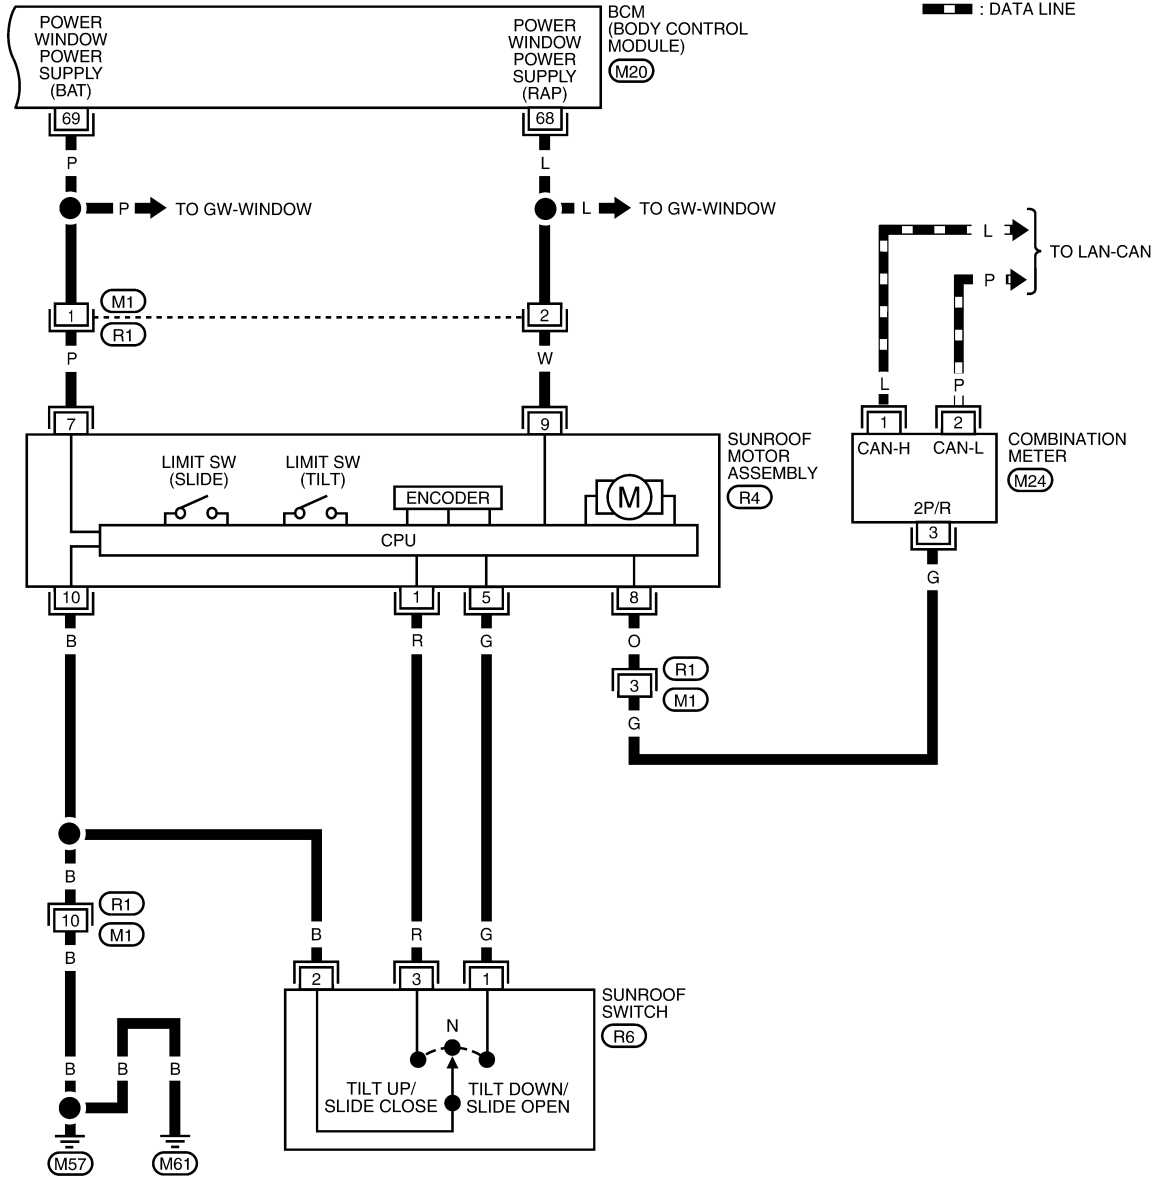 POWER
WINDOW
POWER
SUPPLY
(BAT)
POWER
WINDOW
POWER
SUPPLY
(RAP)
BCM
(BODY CONTROL
MODULE)
M20
: DATA LINE
69
68
P
L
P
TO GW-WINDOW
L
TO GW-WINDOW
L
P
TO LAN-CAN
1
M1
R1
2
P
W
L
P
7
9
1
2
CAN-H
CAN-L
COMBINATION
METER
M24
2P/R
3
G
LIMIT SW
(SLIDE)
LIMIT SW
(TILT)
ENCODER
M
CPU
SUNROOF
MOTOR
ASSEMBLY
R4
10
1
5
8
B
R
G
O
3
R1
M1
G
B
10
R1
M1
B
B
R
G
2
3
1
SUNROOF
SWITCH
R6
N
TILT UP/
SLIDE CLOSE
TILT DOWN/
SLIDE OPEN
B
B
B
M57
M61